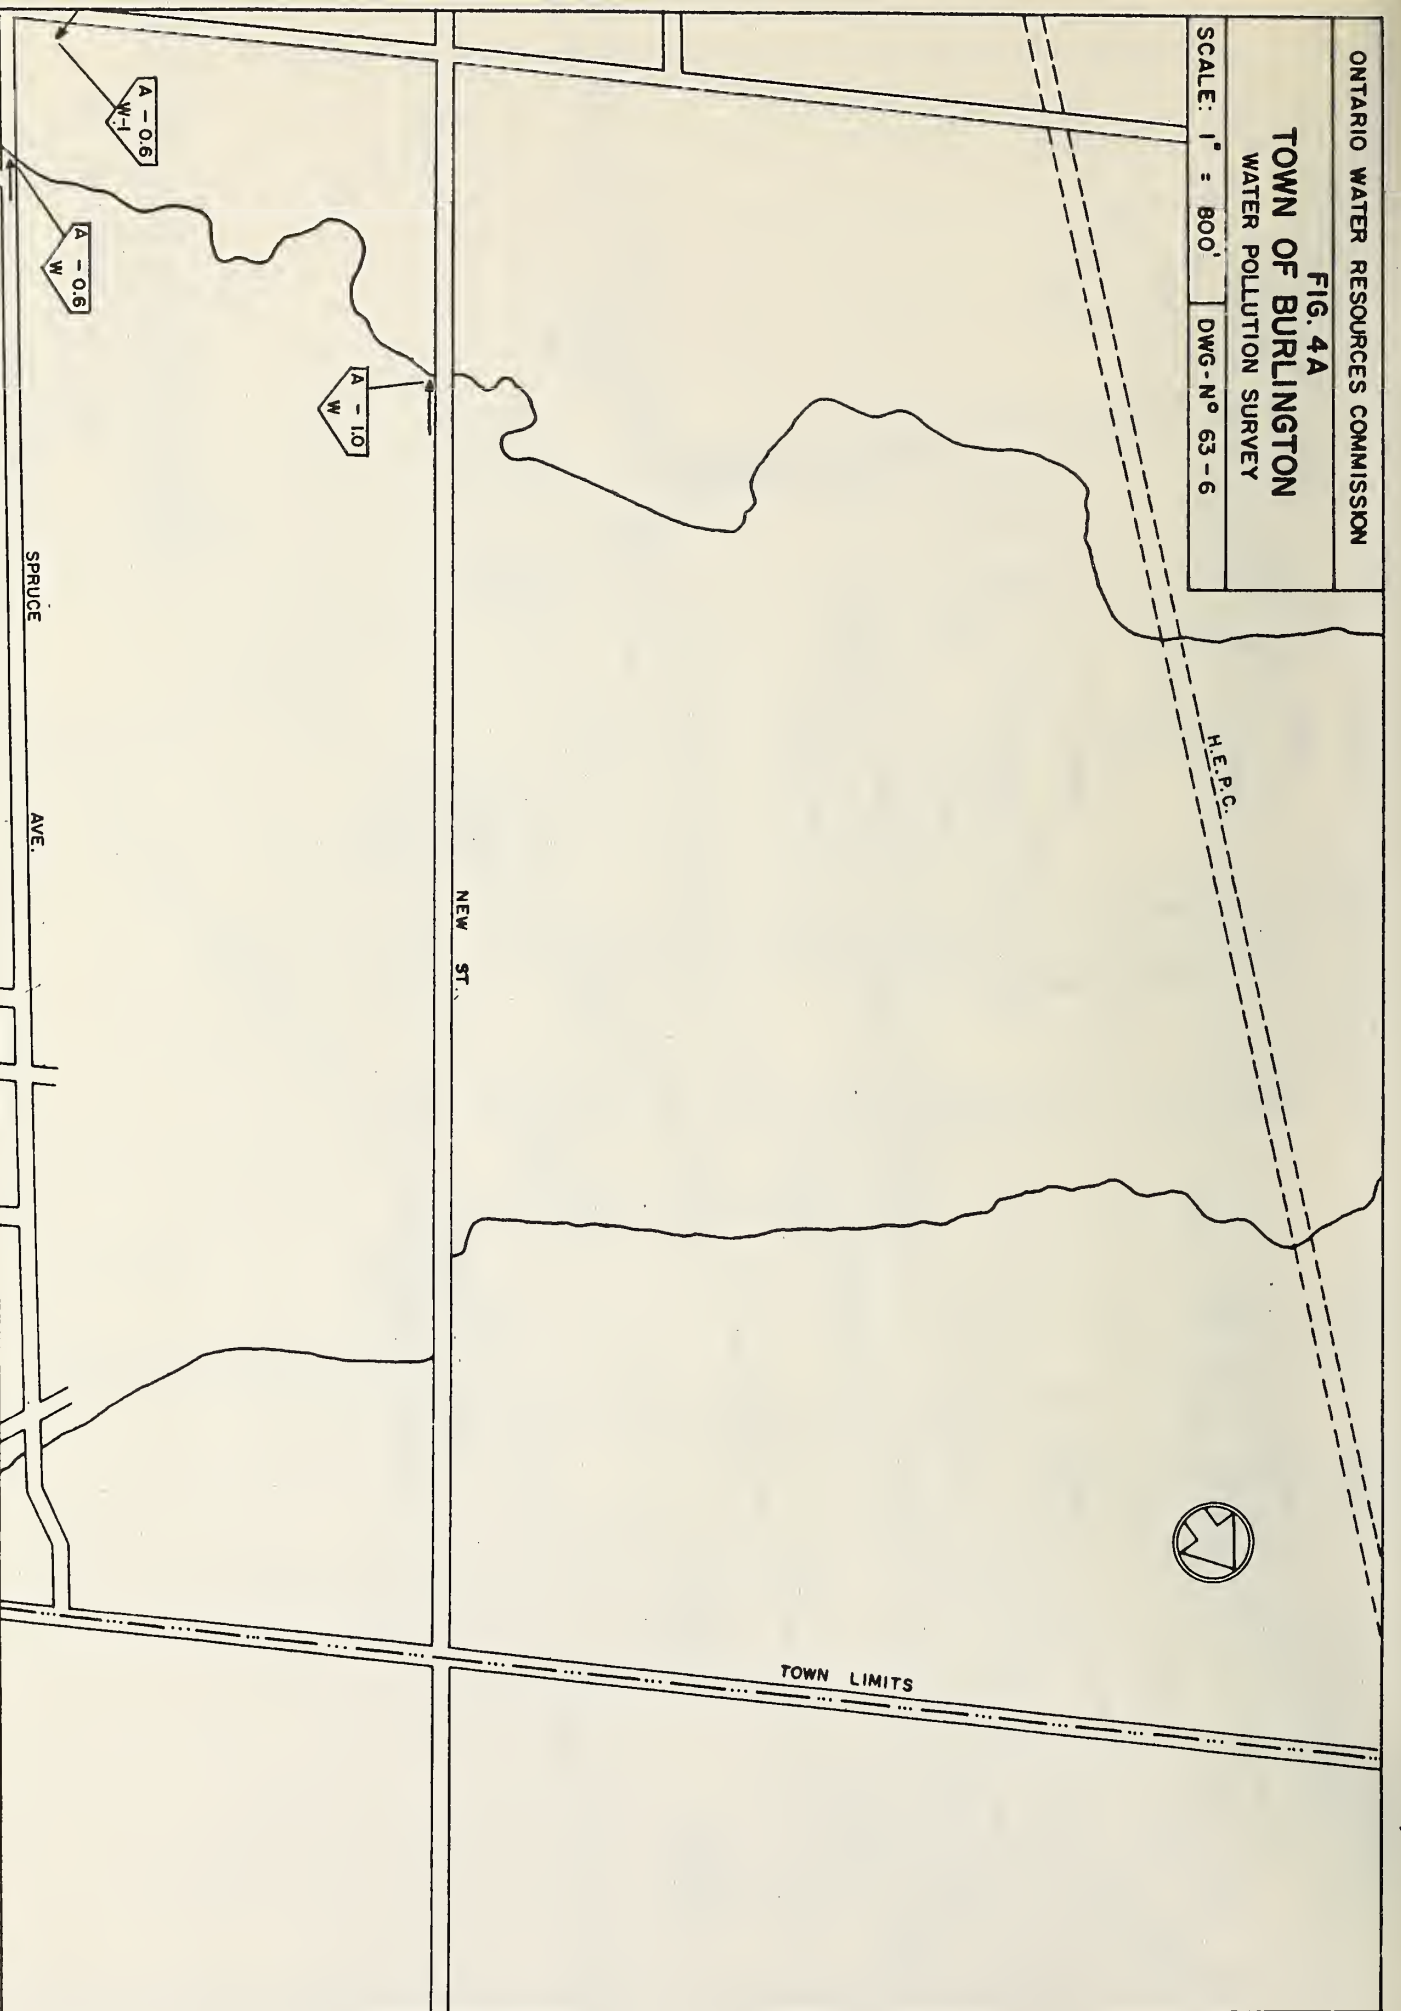 ONTARIO WATER RESOURCES COMMISSION
FIG. 4A
TOWN OF BURLINGTON
WATER POLLUTION SURVEY
SCALE: 1" = 800'
DWG-Nº 63-6
H.E.P.C.
NEW ST.
TOWN LIMITS
A - 1.0
W
A - 0.6
W-1
A - 0.6
W
SPRUCE AVE.